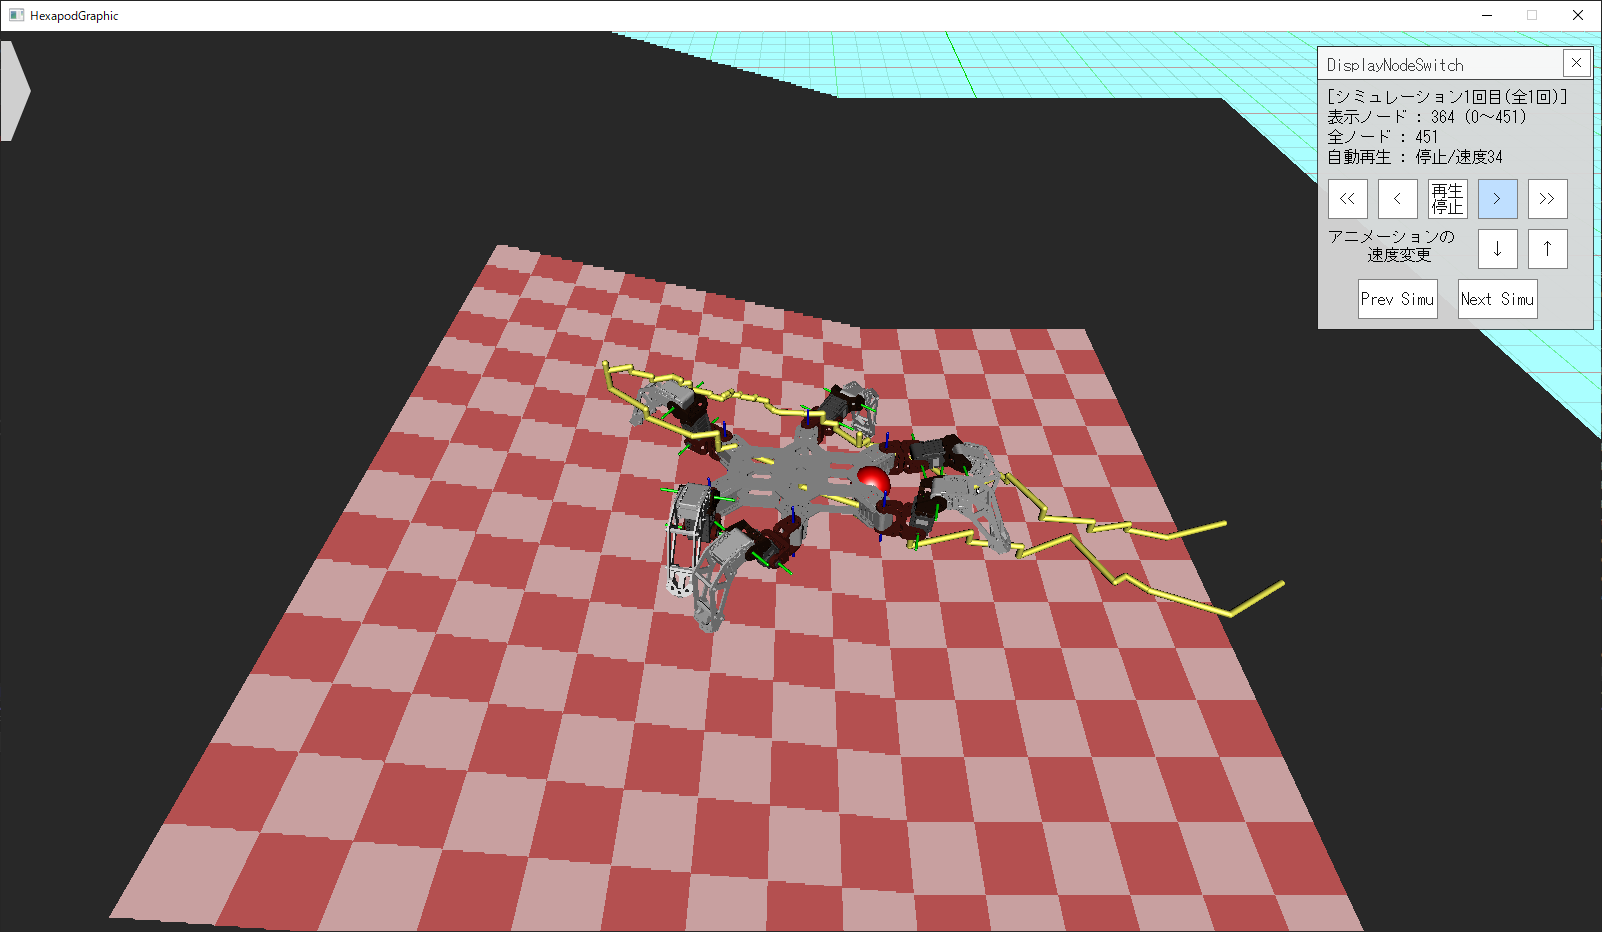 HexapodGraphic
DisplayNodeSwitch
[シミュレーション1回目(全1回)]
表示ノード : 364 (0～451)
全ノード : 451
自動再生 : 停止/速度34
<< < 再生 > >>
停止
アニメーションの
速度変更 ↓ ↑
Prev Simu Next Simu